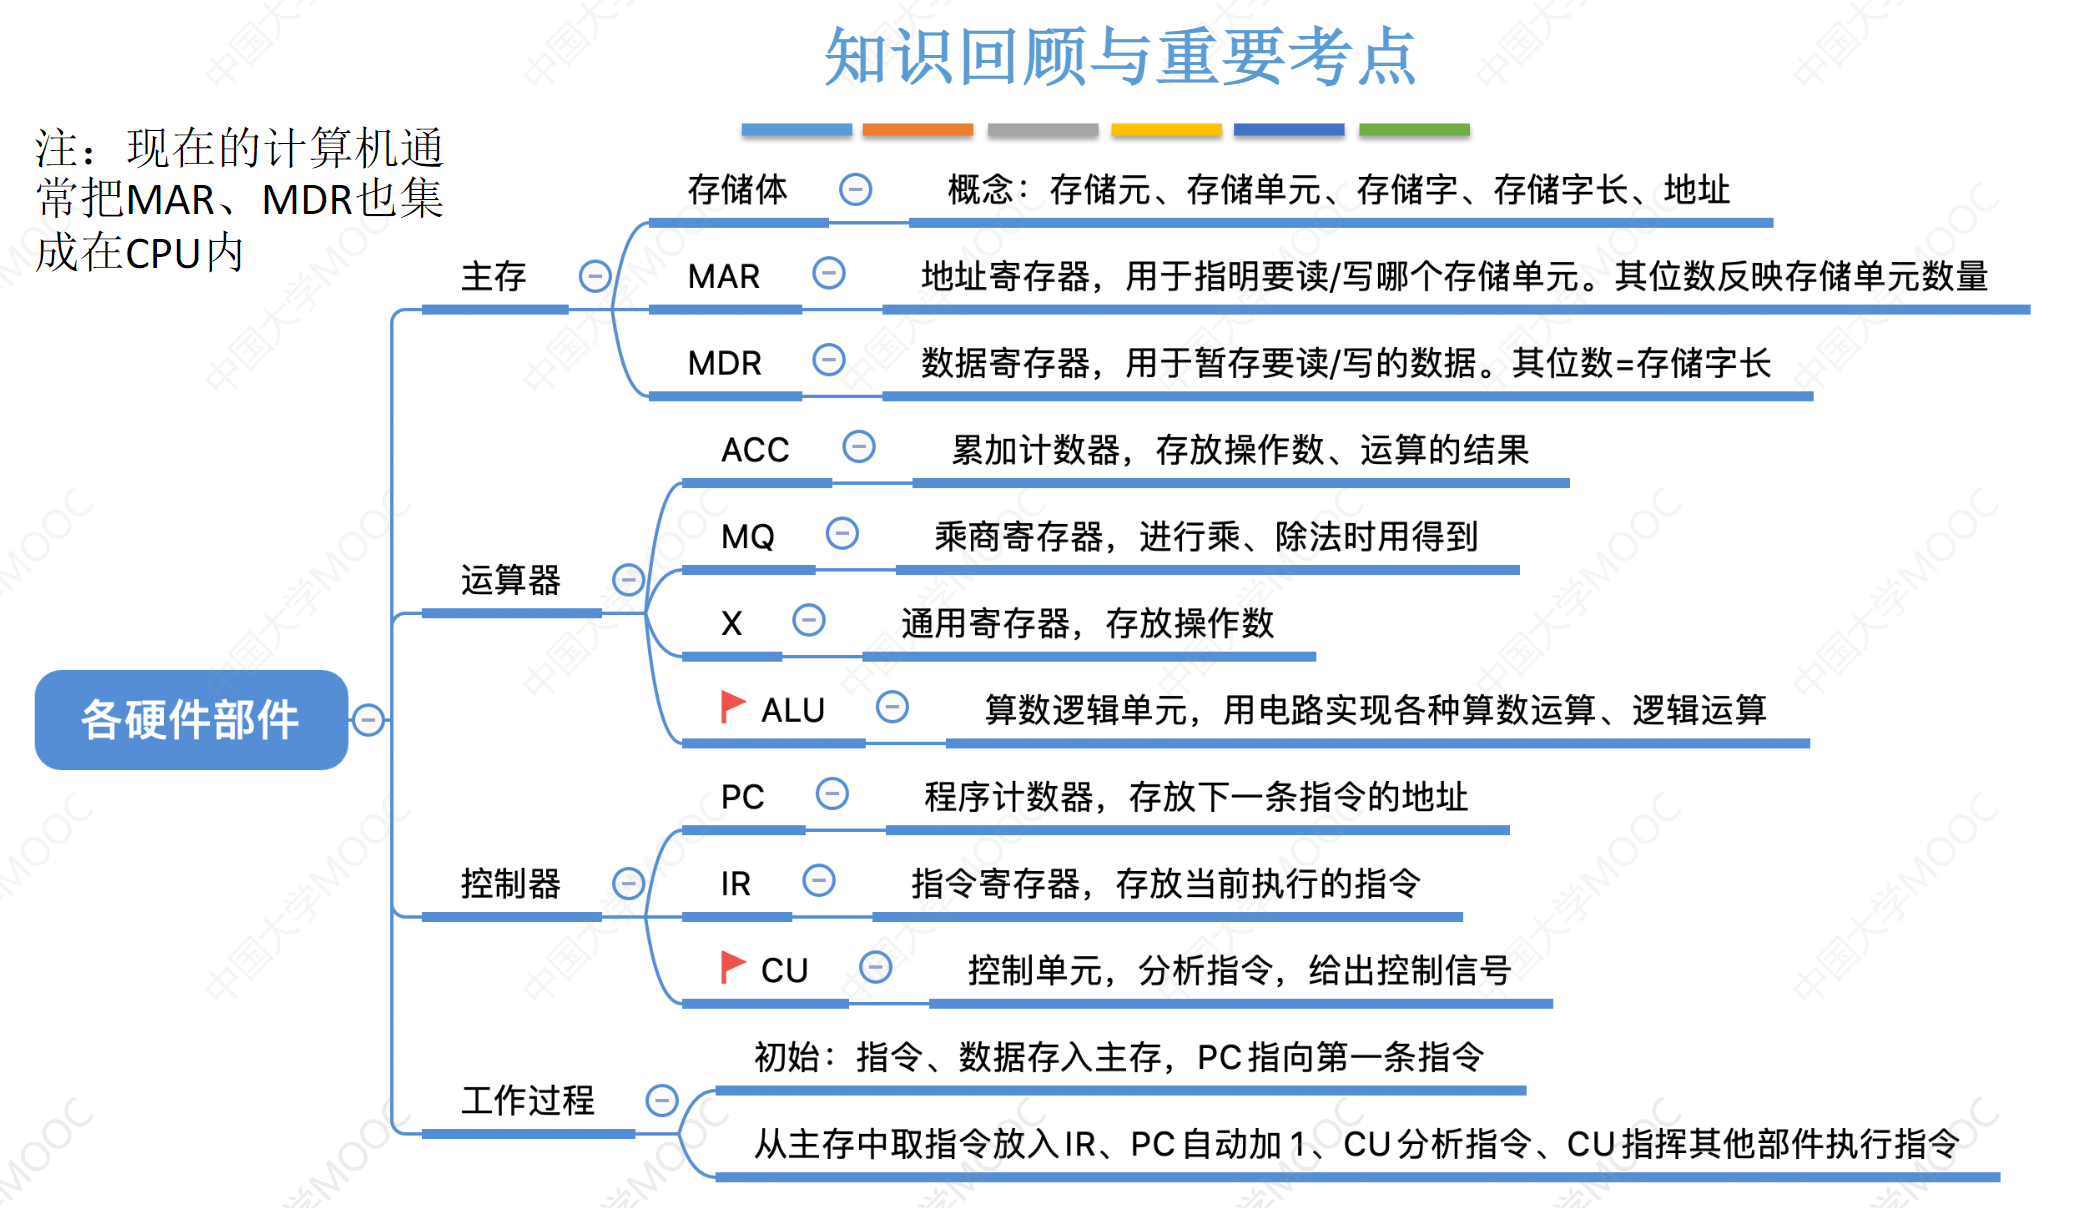 知识回顾与重要考点
注：现在的计算机通
常把MAR、MDR也集
成在CPU内
各硬件部件
主存
存储体
概念：存储元、存储单元、存储字、存储字长、地址
MAR
地址寄存器，用于指明要读/写哪个存储单元。其位数反映存储单元数量
MDR
数据寄存器，用于暂存要读/写的数据。其位数=存储字长
运算器
ACC
累加计数器，存放操作数、运算的结果
MQ
乘商寄存器，进行乘、除法时用得到
X
通用寄存器，存放操作数
ALU
算数逻辑单元，用电路实现各种算数运算、逻辑运算
控制器
PC
程序计数器，存放下一条指令的地址
IR
指令寄存器，存放当前执行的指令
CU
控制单元，分析指令，给出控制信号
工作过程
初始：指令、数据存入主存，PC指向第一条指令
从主存中取指令放入IR、PC自动加1、CU分析指令、CU指挥其他部件执行指令
中国大学MOOC